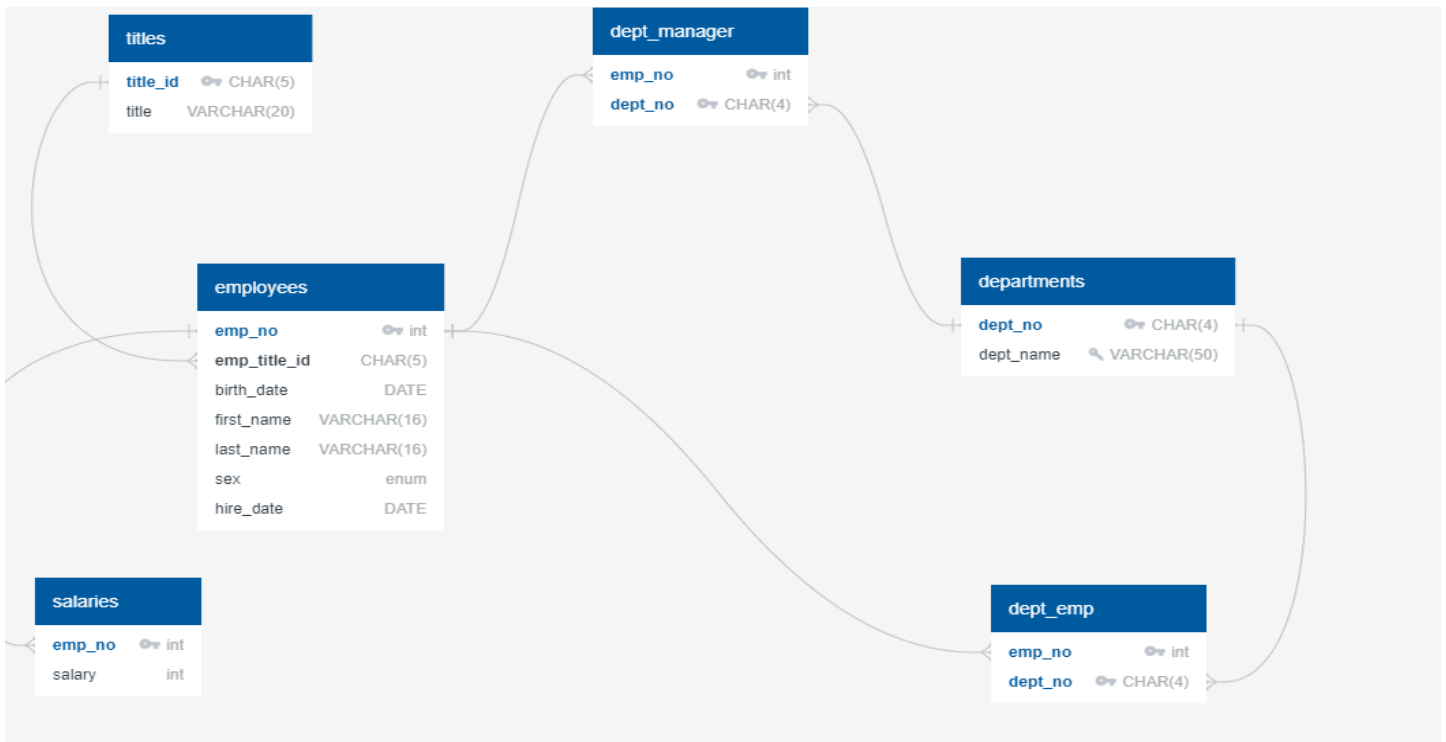 titles
title_id CHAR(5)
title VARCHAR(20)
dept_manager
emp_no int
dept_no CHAR(4)
employees
emp_no int
emp_title_id CHAR(5)
birth_date DATE
first_name VARCHAR(16)
last_name VARCHAR(16)
sex enum
hire_date DATE
departments
dept_no CHAR(4)
dept_name VARCHAR(50)
salaries
emp_no int
salary int
dept_emp
emp_no int
dept_no CHAR(4)